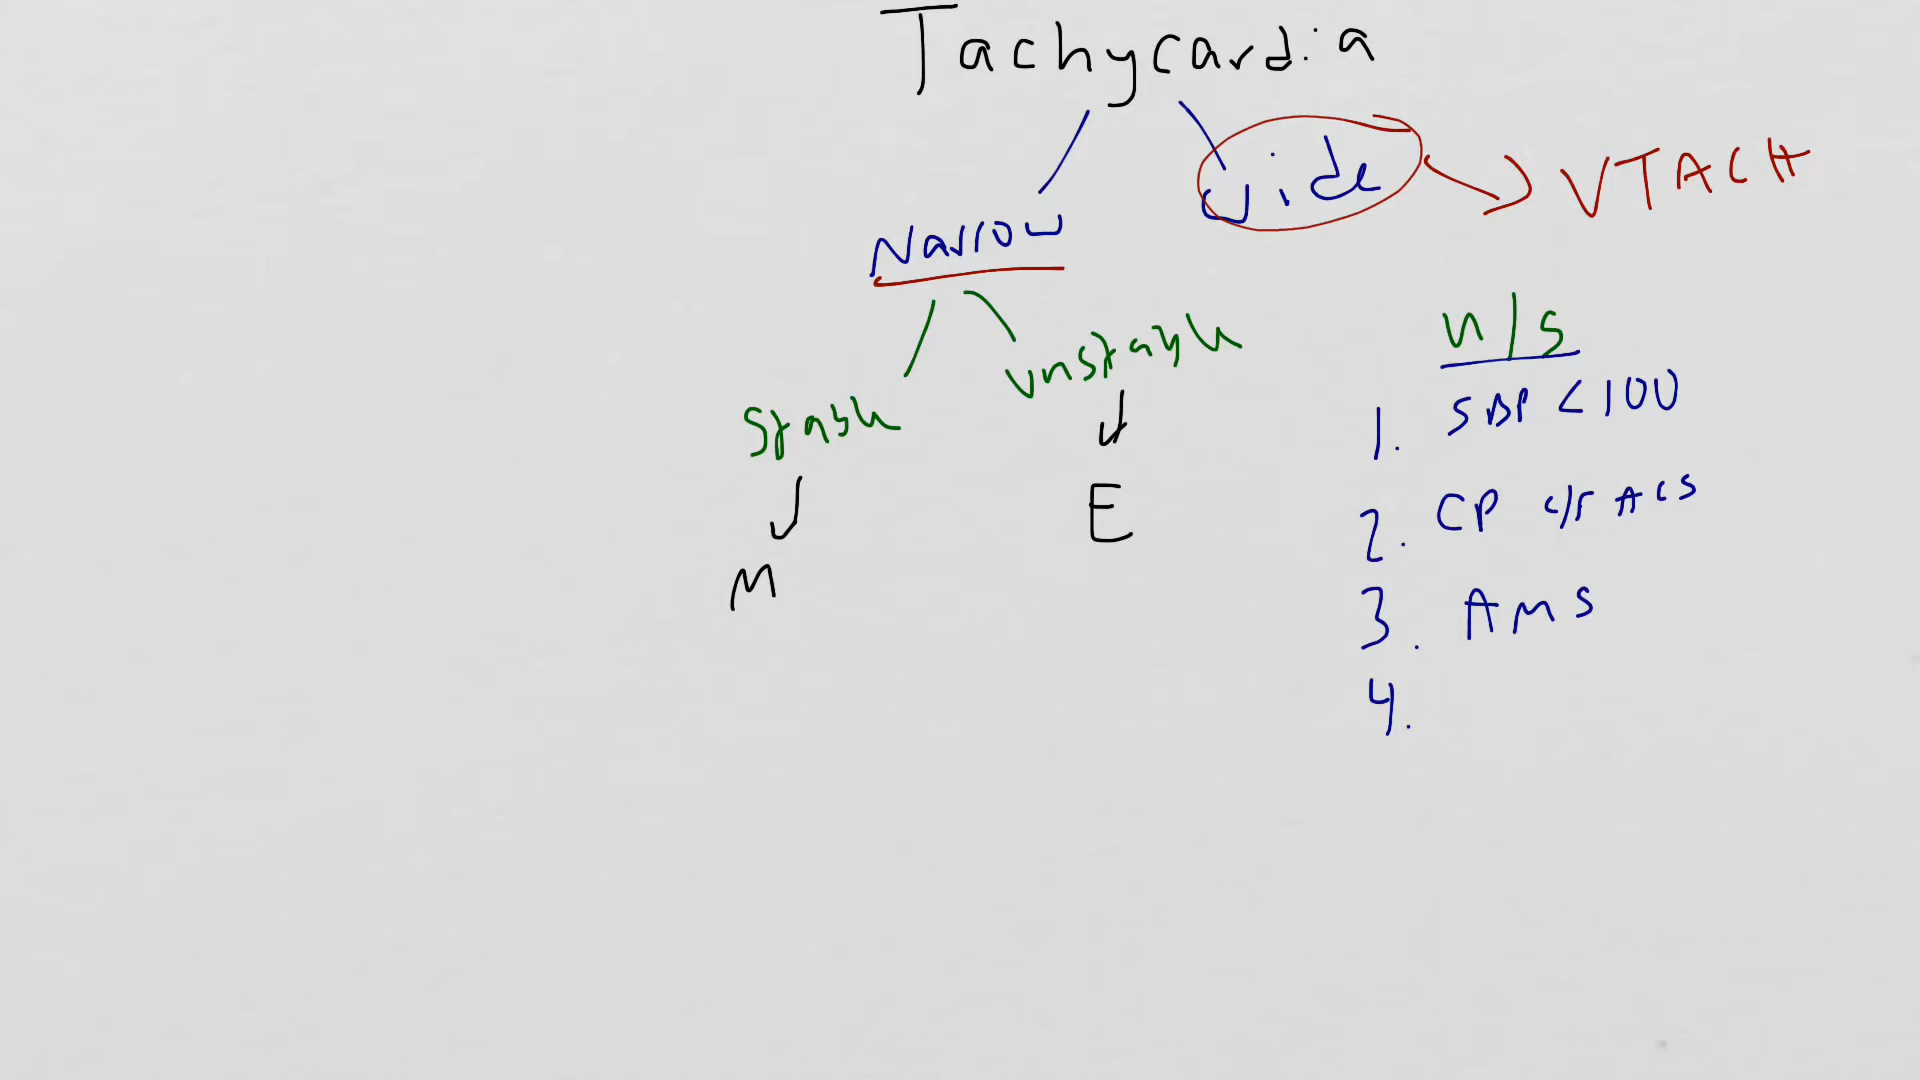 Tachycardia
Narrow
wide
VTACH
stable
unstable
M
E
U/S
1. SBP < 100
2. CP c/f ACS
3. AMS
4.